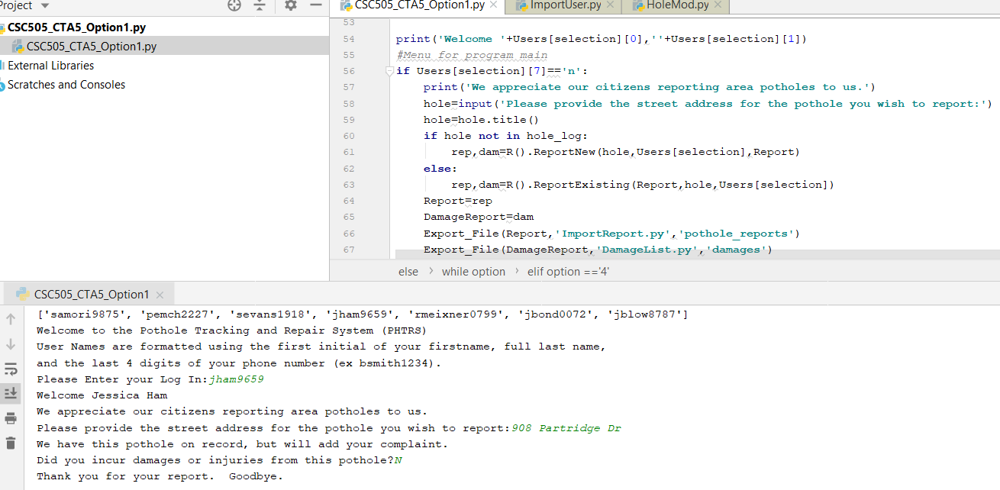 Project
CSC505_CTA5_Option1.py
CSC505_CTA5_Option1.py
External Libraries
Scratches and Consoles
CSC505_CTA5_Option1.py ImportUser.py HoleMod.py
53
54 print('Welcome '+Users[selection][0],''+Users[selection][1])
55 #Menu for program main
56 if Users[selection][7]=='n':
57 print('We appreciate our citizens reporting area potholes to us.')
58 hole=input('Please provide the street address for the pothole you wish to report:')
59 hole=hole.title()
60 if hole not in hole_log:
61 rep,dam=R().ReportNew(hole,Users[selection],Report)
62 else:
63 rep,dam=R().ReportExisting(Report,hole,Users[selection])
64 Report=rep
65 DamageReport=dam
66 Export_File(Report,'ImportReport.py','pothole_reports')
67 Export_File(DamageReport,'DamageList.py','damages')
else › while option › elif option =='4'
CSC505_CTA5_Option1
['samori9875', 'pemch2227', 'sevans1918', 'jham9659', 'rmeixner0799', 'jbond0072', 'jblow8787']
Welcome to the Pothole Tracking and Repair System (PHTRS)
User Names are formatted using the first initial of your firstname, full last name,
and the last 4 digits of your phone number (ex bsmith1234).
Please Enter your Log In:jham9659
Welcome Jessica Ham
We appreciate our citizens reporting area potholes to us.
Please provide the street address for the pothole you wish to report:908 Partridge Dr
We have this pothole on record, but will add your complaint.
Did you incur damages or injuries from this pothole?N
Thank you for your report.  Goodbye.